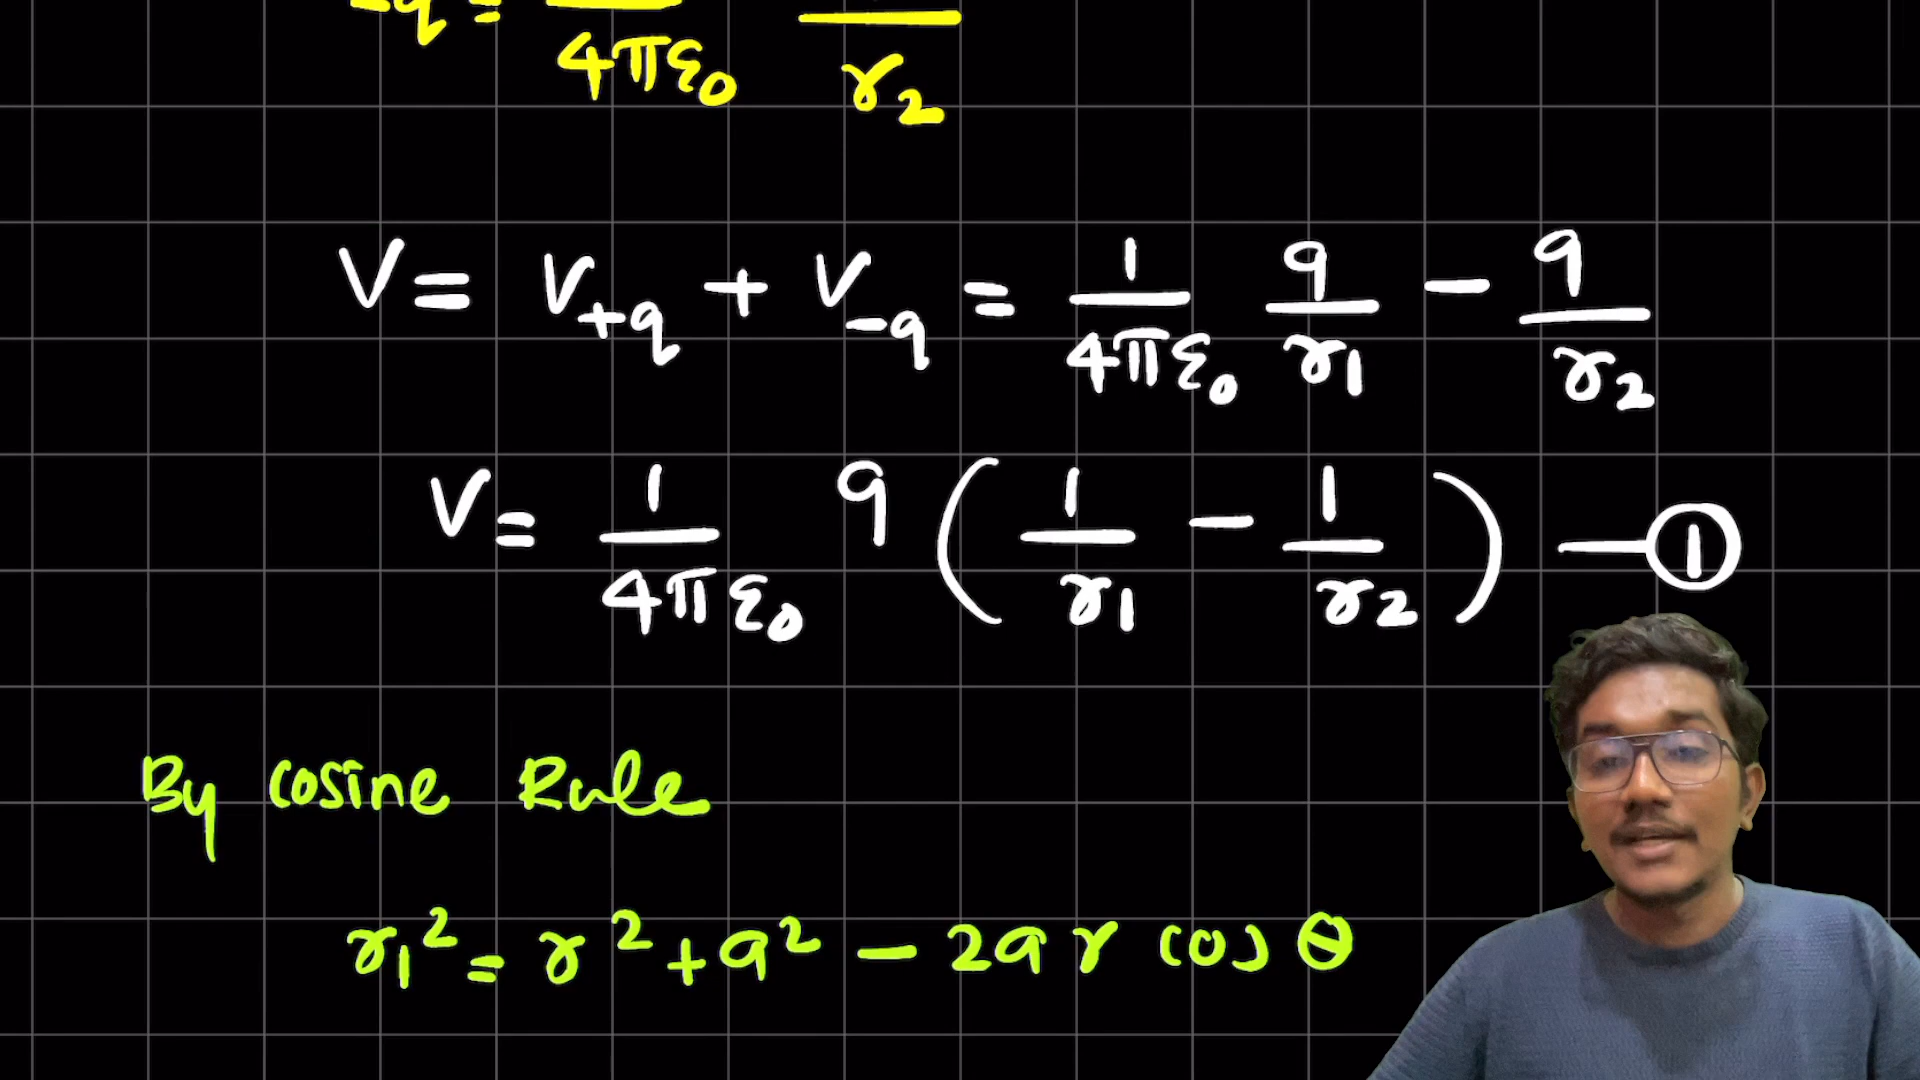 -q = 4πε₀ r₂
V = V₊q + V₋q = 1/4πε₀ q/r₁ − q/r₂
V = 1/4πε₀ q (1/r₁ − 1/r₂) — ①
By cosine Rule
r₁² = r² + a² − 2ar cos θ